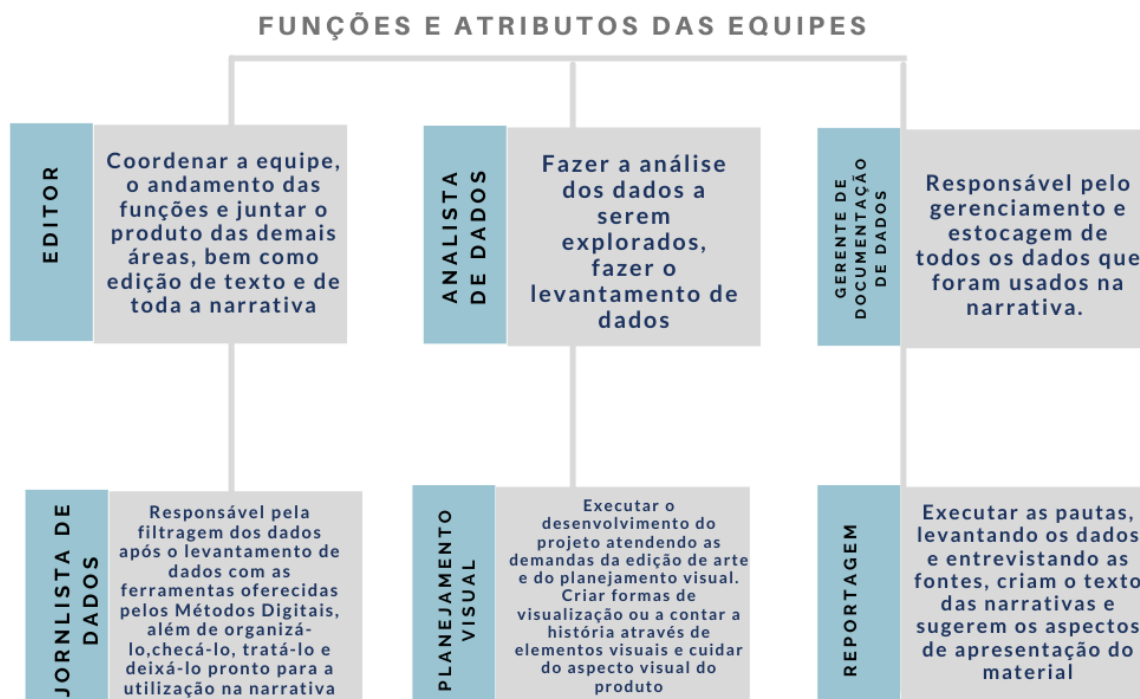 FUNÇÕES E ATRIBUTOS DAS EQUIPES
EDITOR
Coordenar a equipe,
o andamento das
funções e juntar o
produto das demais
áreas, bem como
edição de texto e de
toda a narrativa
ANALISTA
DE DADOS
Fazer a análise
dos dados a
serem
explorados,
fazer o
levantamento de
dados
GERENTE DE
DOCUMENTAÇÃO
DE DADOS
Responsável pelo
gerenciamento e
estocagem de
todos os dados que
foram usados na
narrativa.
JORNLISTA DE
DADOS
Responsável pela
filtragem dos dados
após o levantamento de
dados com as
ferramentas oferecidas
pelos Métodos Digitais,
além de organizá-
lo,checá-lo, tratá-lo e
deixá-lo pronto para a
utilização na narrativa
PLANEJAMENTO
VISUAL
Executar o
desenvolvimento do
projeto atendendo as
demandas da edição de arte
e do planejamento visual.
Criar formas de
visualização ou a contar a
história através de
elementos visuais e cuidar
do aspecto visual do
produto
REPORTAGEM
Executar as pautas,
levantando os dados
e entrevistando as
fontes, criam o texto
das narrativas e
sugerem os aspectos
de apresentação do
material